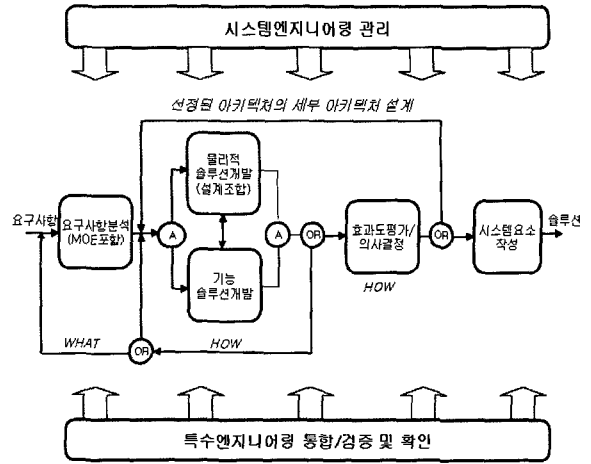 시스템엔지니어링 관리
선정된 아키텍처의 세부 아키텍처 설계
물리적
솔루션개발
(설계조합)
요구사항
요구사항분석
(MOE포함)
A
A
OR
효과도평가/
의사결정
OR
시스템요소
작성
솔루션
기능
솔루션개발
HOW
WHAT
OR
HOW
특수엔지니어링 통합/검증 및 확인